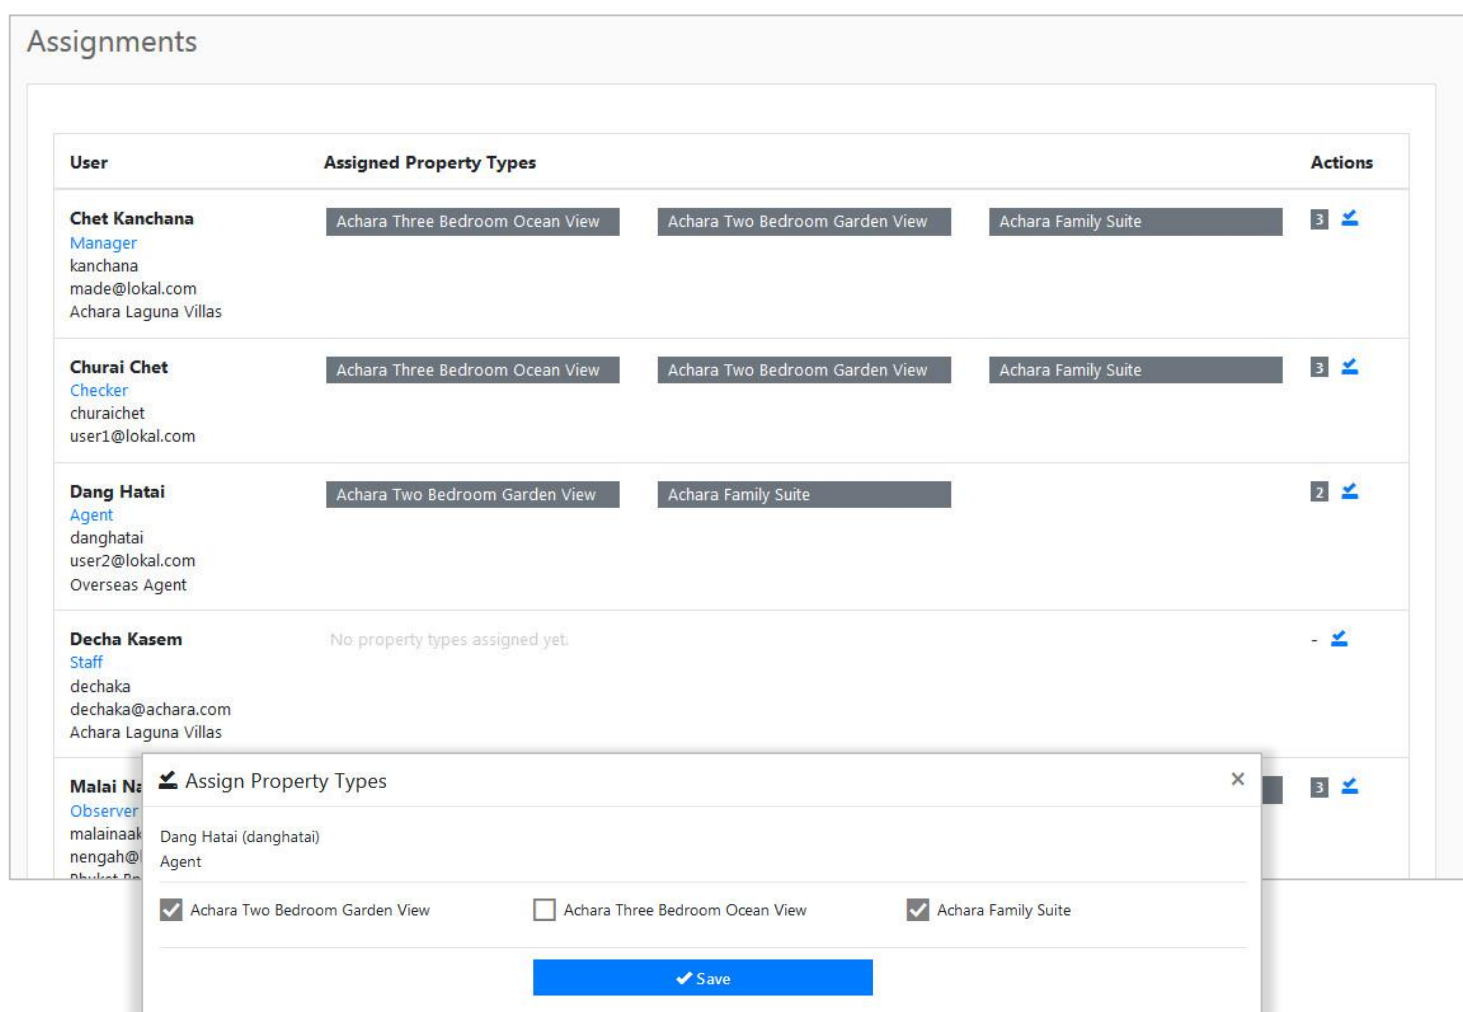 Assignments
User Assigned Property Types Actions
Chet Kanchana Achara Three Bedroom Ocean View Achara Two Bedroom Garden View Achara Family Suite 3
Manager
kanchana
made@lokal.com
Achara Laguna Villas
Churai Chet Achara Three Bedroom Ocean View Achara Two Bedroom Garden View Achara Family Suite 3
Checker
churaichet
user1@lokal.com
Dang Hatai Achara Two Bedroom Garden View Achara Family Suite 2
Agent
danghatai
user2@lokal.com
Overseas Agent
Decha Kasem No property types assigned yet. -
Staff
dechaka
dechaka@achara.com
Achara Laguna Villas
Malai 3
Observer
Assign Property Types ×
Dang Hatai (danghatai)
Agent
Achara Two Bedroom Garden View Achara Three Bedroom Ocean View Achara Family Suite
Save